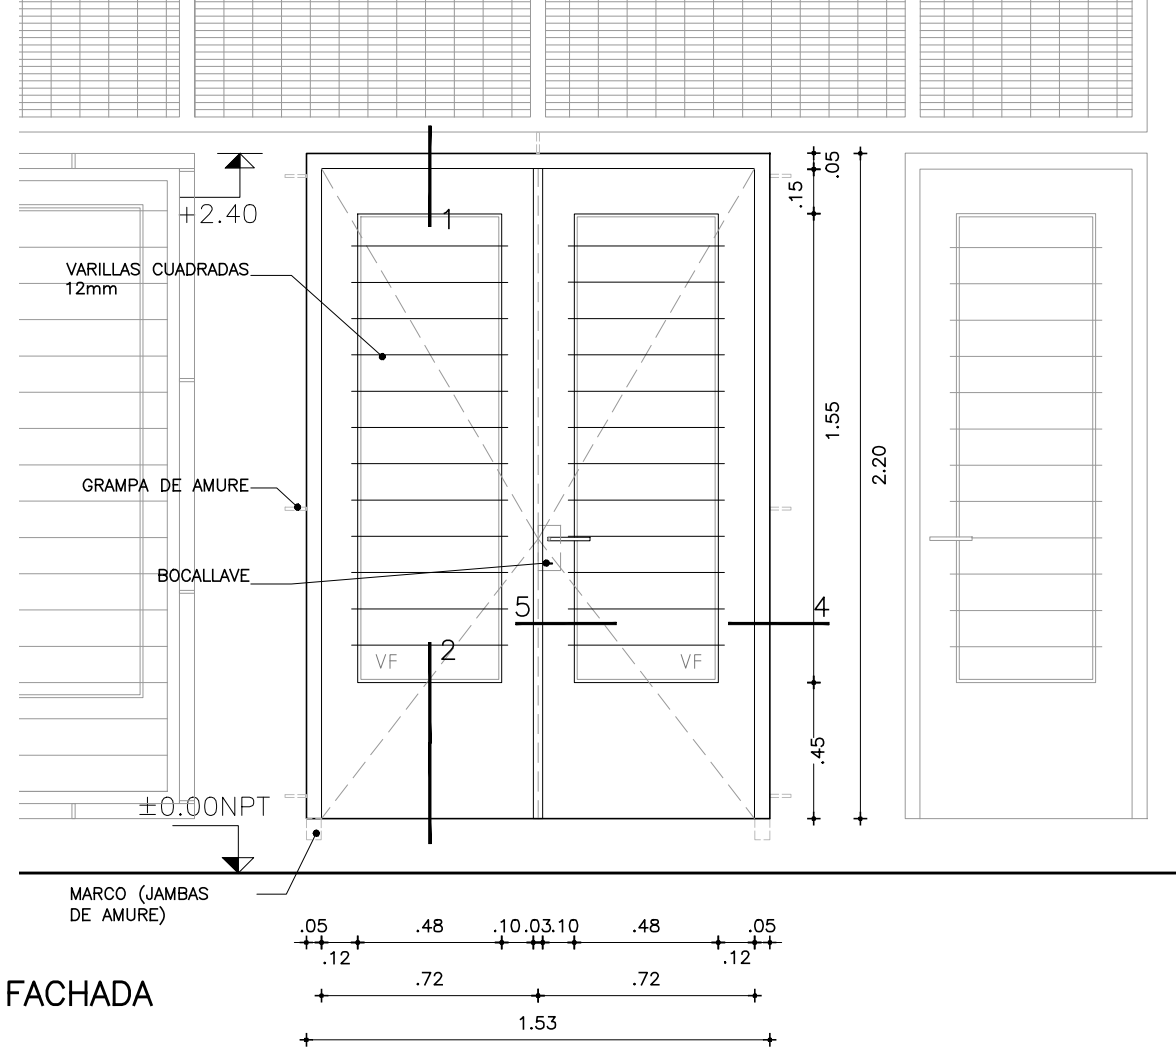 .05
.15
1
+2.40
VARILLAS CUADRADAS
12mm
1.55
2.20
GRAMPA DE AMURE
BOCALLAVE
5
4
2
VF
VF
.45
±0.00NPT
MARCO (JAMBAS
DE AMURE)
.05 .48 .10 .03 .10 .48 .05
.12 .12
.72 .72
FACHADA
1.53